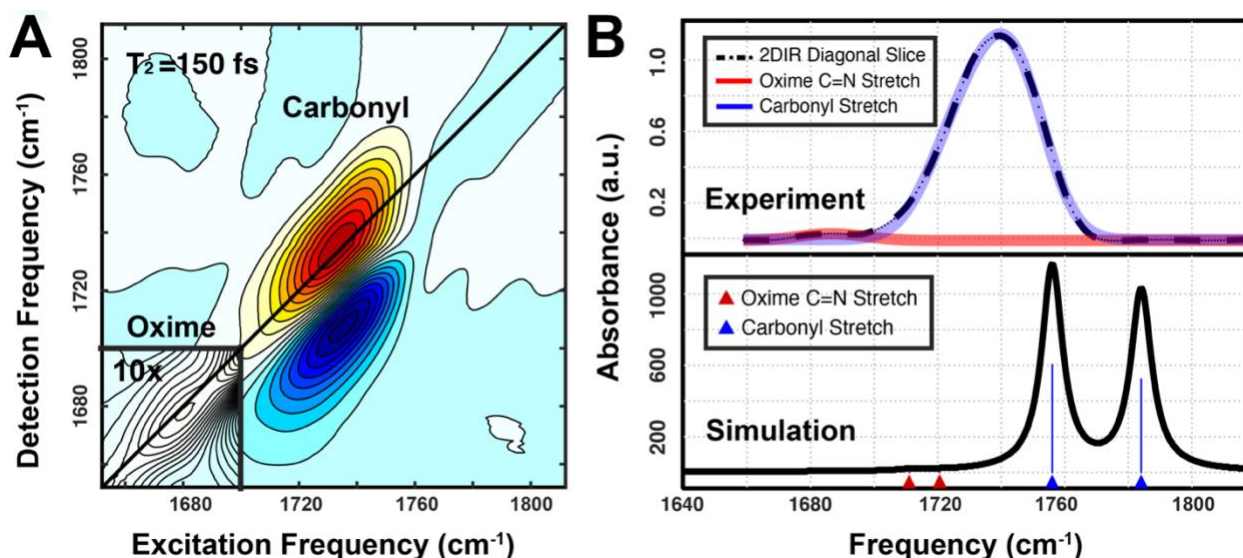 A
T₂=150 fs
Carbonyl
Oxime
10x
1800
1760
1720
1680
Detection Frequency (cm⁻¹)
1680
1720
1760
1800
Excitation Frequency (cm⁻¹)
B
2DIR Diagonal Slice
Oxime C=N Stretch
Carbonyl Stretch
Experiment
1.0
0.6
0.2
Absorbance (a.u.)
Oxime C=N Stretch
Carbonyl Stretch
Simulation
1000
600
200
1640
1680
1720
1760
1800
Frequency (cm⁻¹)